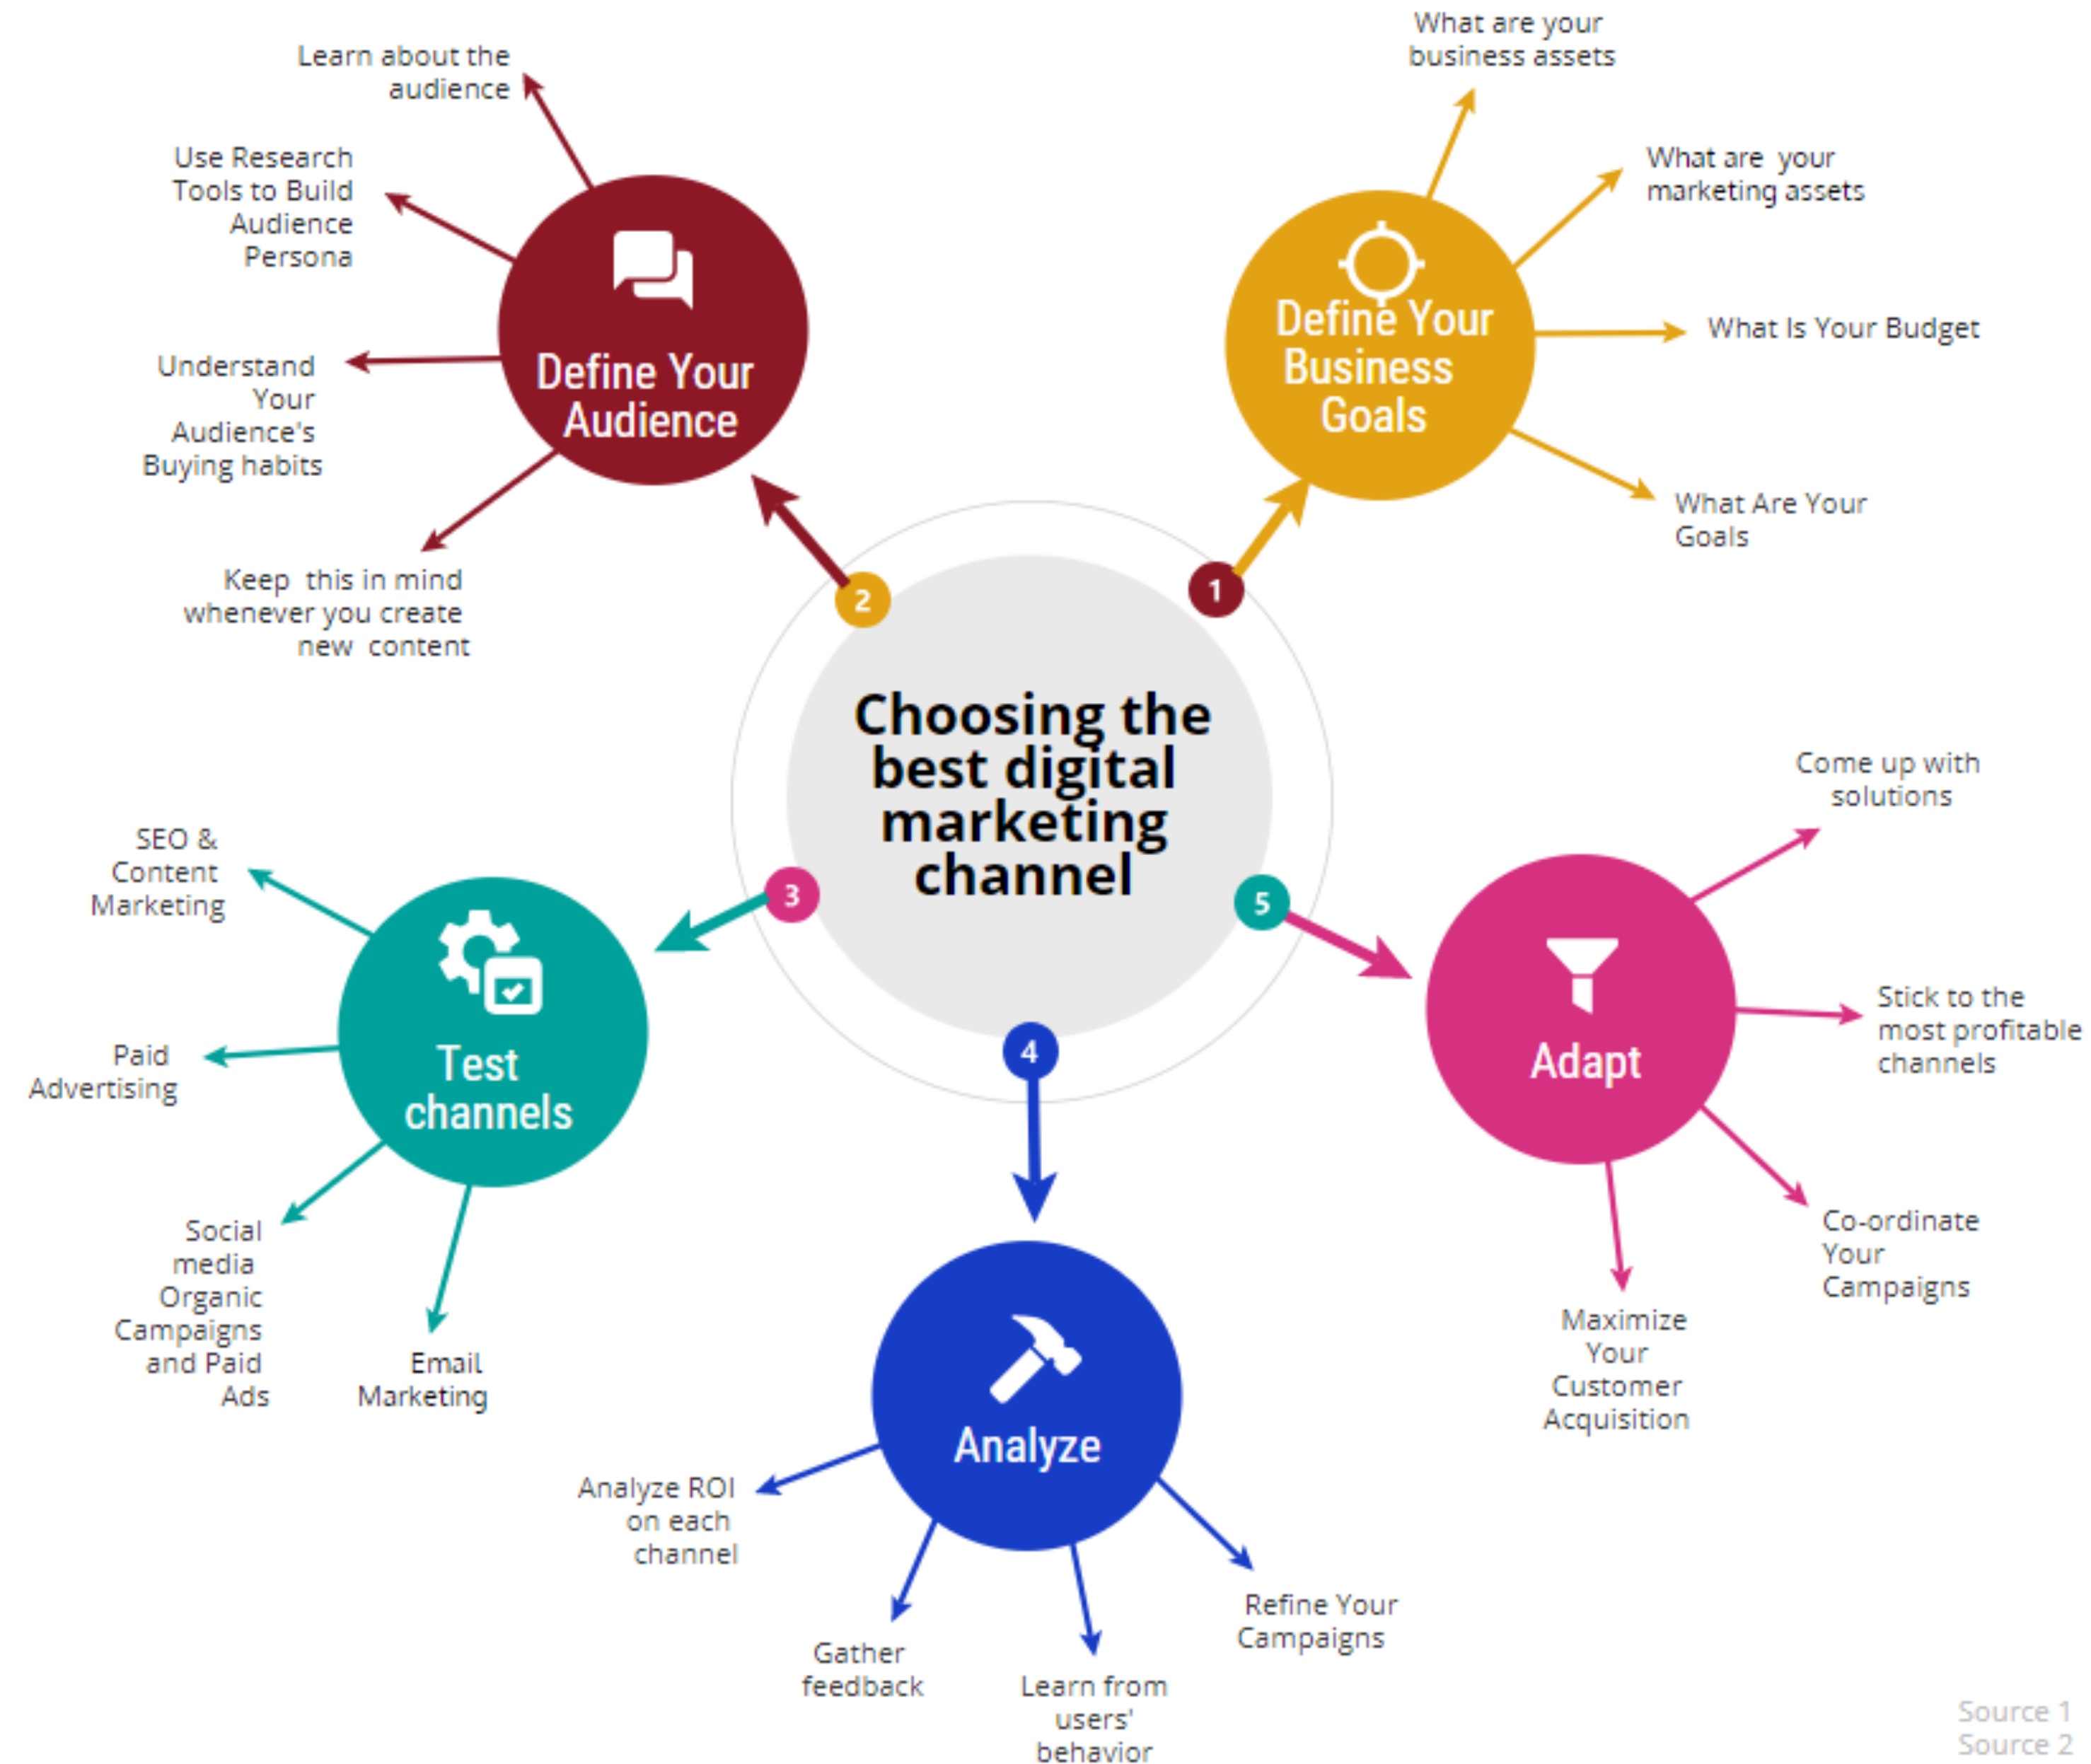 Choosing the
best digital
marketing
channel
1
Define Your
Business
Goals
What are your
business assets
What are your
marketing assets
What Is Your Budget
What Are Your
Goals
2
Define Your
Audience
Learn about the
audience
Use Research
Tools to Build
Audience
Persona
Understand
Your
Audience's
Buying habits
Keep this in mind
whenever you create
new content
3
Test
channels
SEO &
Content
Marketing
Paid
Advertising
Social
media
Organic
Campaigns
and Paid
Ads
Email
Marketing
4
Analyze
Analyze ROI
on each
channel
Gather
feedback
Learn from
users'
behavior
Refine Your
Campaigns
5
Adapt
Come up with
solutions
Stick to the
most profitable
channels
Co-ordinate
Your
Campaigns
Maximize
Your
Customer
Acquisition
Source 1
Source 2